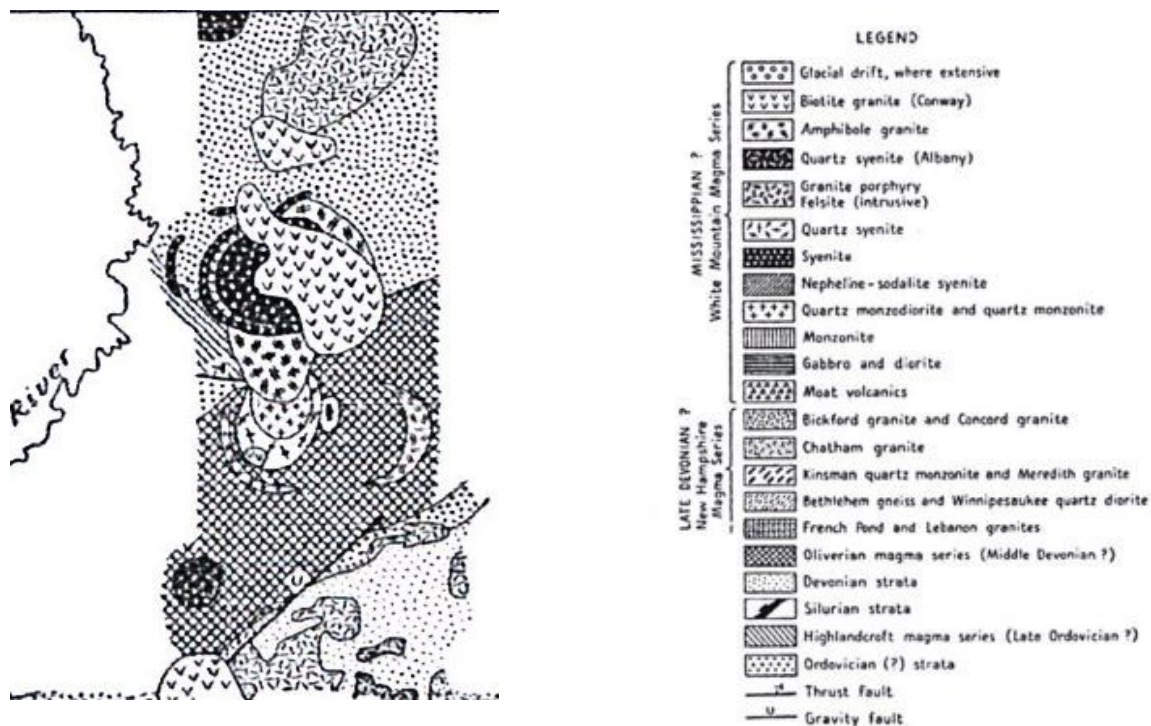 River
LEGEND
MISSISSIPPIAN ?
White Mountain Magma Series
Glacial drift, where extensive
Biotite granite (Conway)
Amphibole granite
Quartz syenite (Albany)
Granite porphyry
Felsite (intrusive)
Quartz syenite
Syenite
Nepheline-sodalite syenite
Quartz monzodiorite and quartz monzonite
Monzonite
Gabbro and diorite
Moat volcanics
LATE DEVONIAN ?
New Hampshire
Magma Series
Bickford granite and Concord granite
Chatham granite
Kinsman quartz monzonite and Meredith granite
Bethlehem gneiss and Winnipesaukee quartz diorite
French Pond and Lebanon granites
Oliverian magma series (Middle Devonian ?)
Devonian strata
Silurian strata
Highlandcroft magma series (Late Ordovician ?)
Ordovician (?) strata
Thrust fault
U
Gravity fault